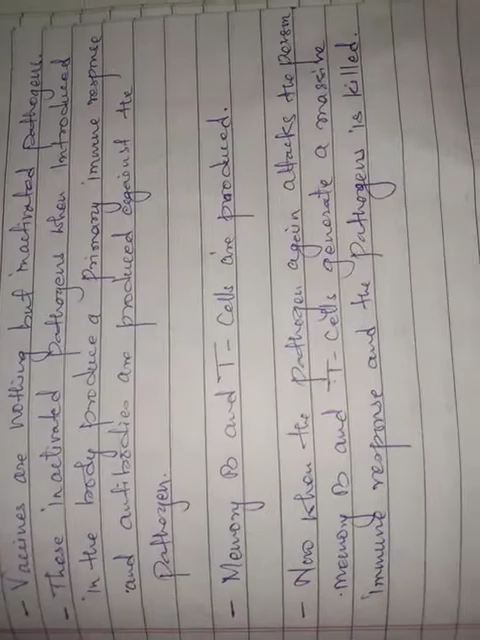 - Vaccines are nothing but inactivated pathogens.
- These inactivated pathogens when introduced
in the body produce a primary immune response
and antibodies are produced against the
pathogen.
- Memory B and T-Cells are produced.
- Now when the pathogen again attacks the person,
memory B and T-Cells generate a massive
immune response and the pathogens is killed.